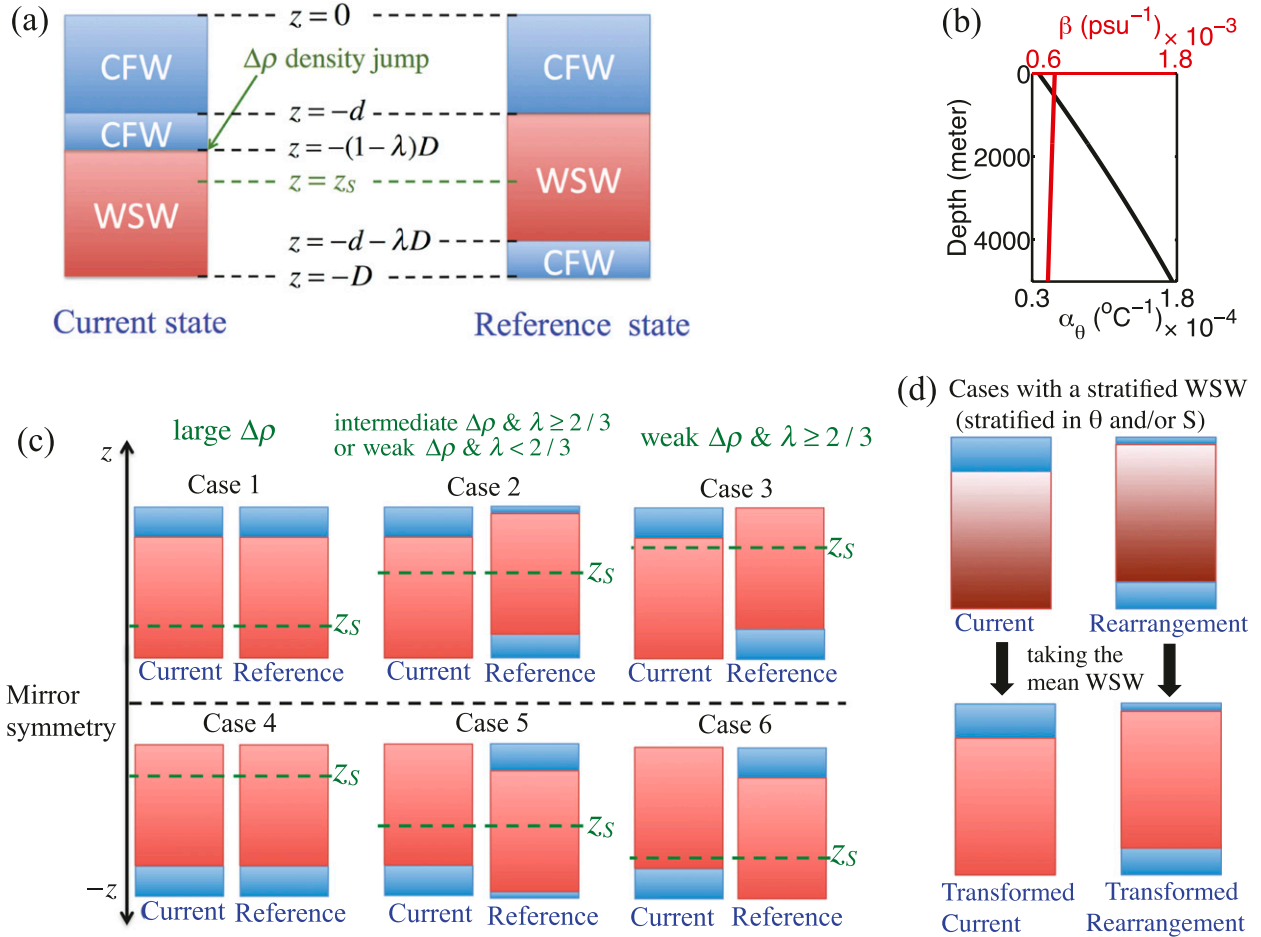 (a)
CFW
CFW
WSW
Δρ density jump
z = 0
z = −d
z = −(1−λ)D
z = z_S
z = −d−λD
z = −D
CFW
WSW
CFW
Current state
Reference state
(b)
β (psu⁻¹)
× 10⁻³
0.6
1.8
0
2000
4000
Depth (meter)
0.3
1.8
α_θ (°C⁻¹)
× 10⁻⁴
(c)
z
−z
Mirror
symmetry
large Δρ
intermediate Δρ & λ ≥ 2 / 3
or weak Δρ & λ < 2 / 3
weak Δρ & λ ≥ 2 / 3
Case 1
z_S
Current
Reference
Case 2
z_S
Current
Reference
Case 3
z_S
Current
Reference
Case 4
z_S
Current
Reference
Case 5
z_S
Current
Reference
Case 6
z_S
Current
Reference
(d)
Cases with a stratified WSW
(stratified in θ and/or S)
Current
Rearrangement
taking the
mean WSW
Transformed
Current
Transformed
Rearrangement